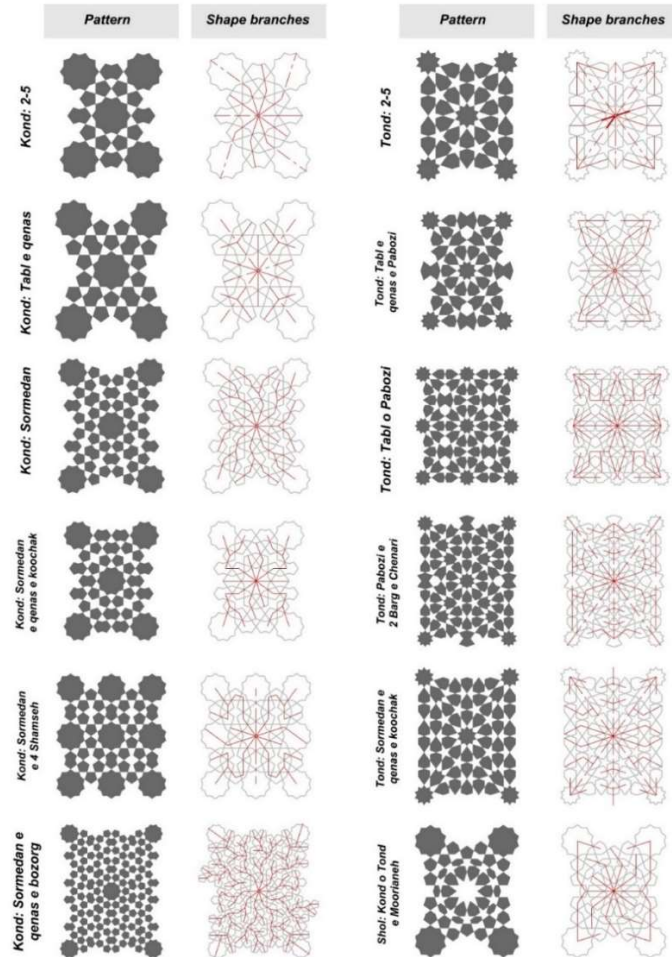 Pattern
Shape branches
Pattern
Shape branches
Kond: 2-5
Tond: 2-5
Kond: Tabl e qenas
Tond: Tabl e
qenas e Pabozi
Kond: Sormedan
Tond: Tabl o Pabozi
Kond: Sormedan
e qenas e koochak
Tond: Pabozi e
2 Barg e Chenari
Kond: Sormedan
e 4 Shamseh
Tond: Sormedan e
qenas e koochak
Kond: Sormedan e
qenas e bozorg
Shol: Kond o Tond
e Moorianeh